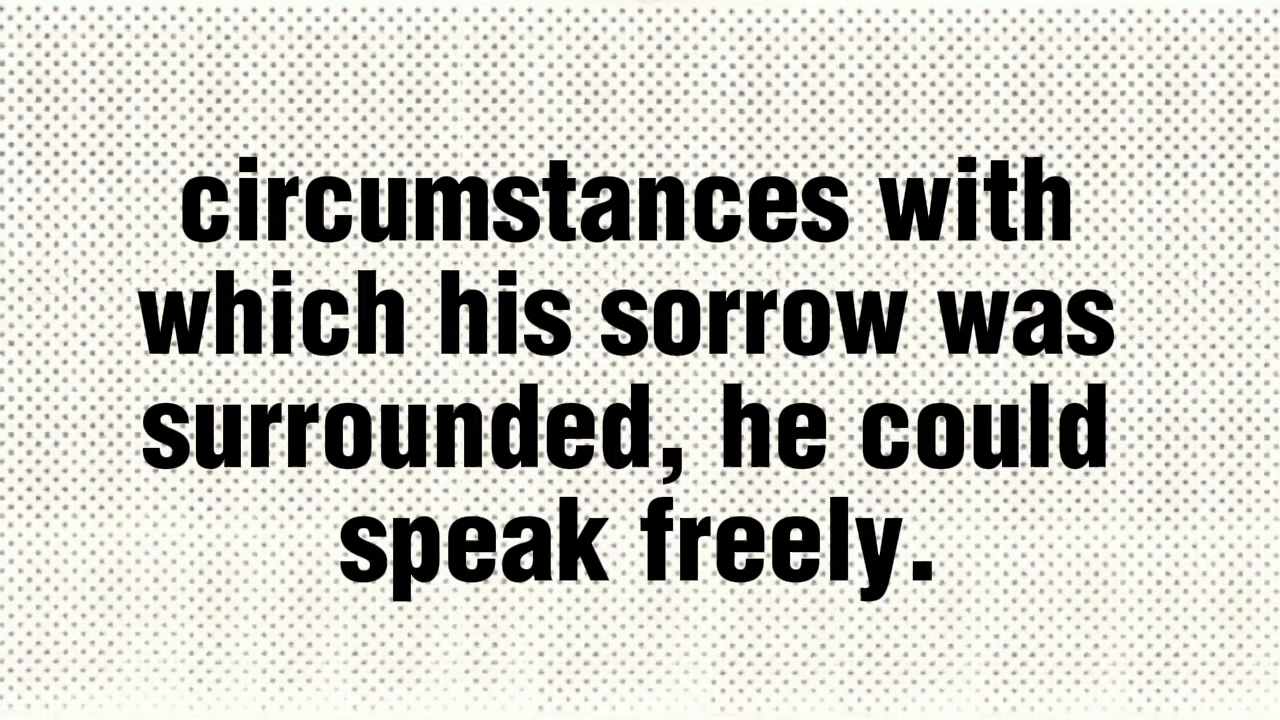 circumstances with
which his sorrow was
surrounded, he could
speak freely.